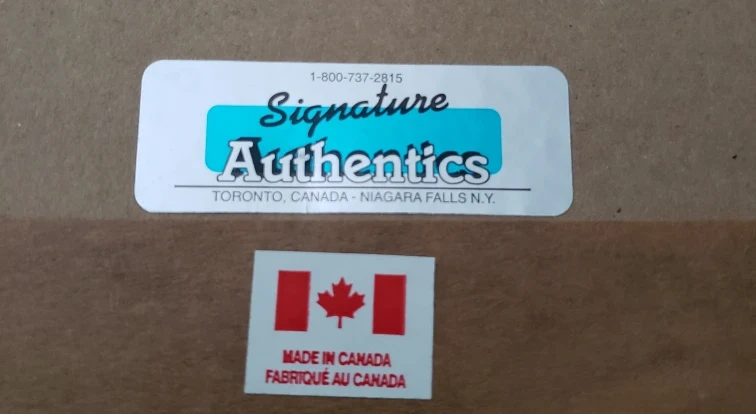 1-800-737-2815
Signature
Authentics
TORONTO, CANADA - NIAGARA FALLS N.Y.
MADE IN CANADA
FABRIQUÉ AU CANADA